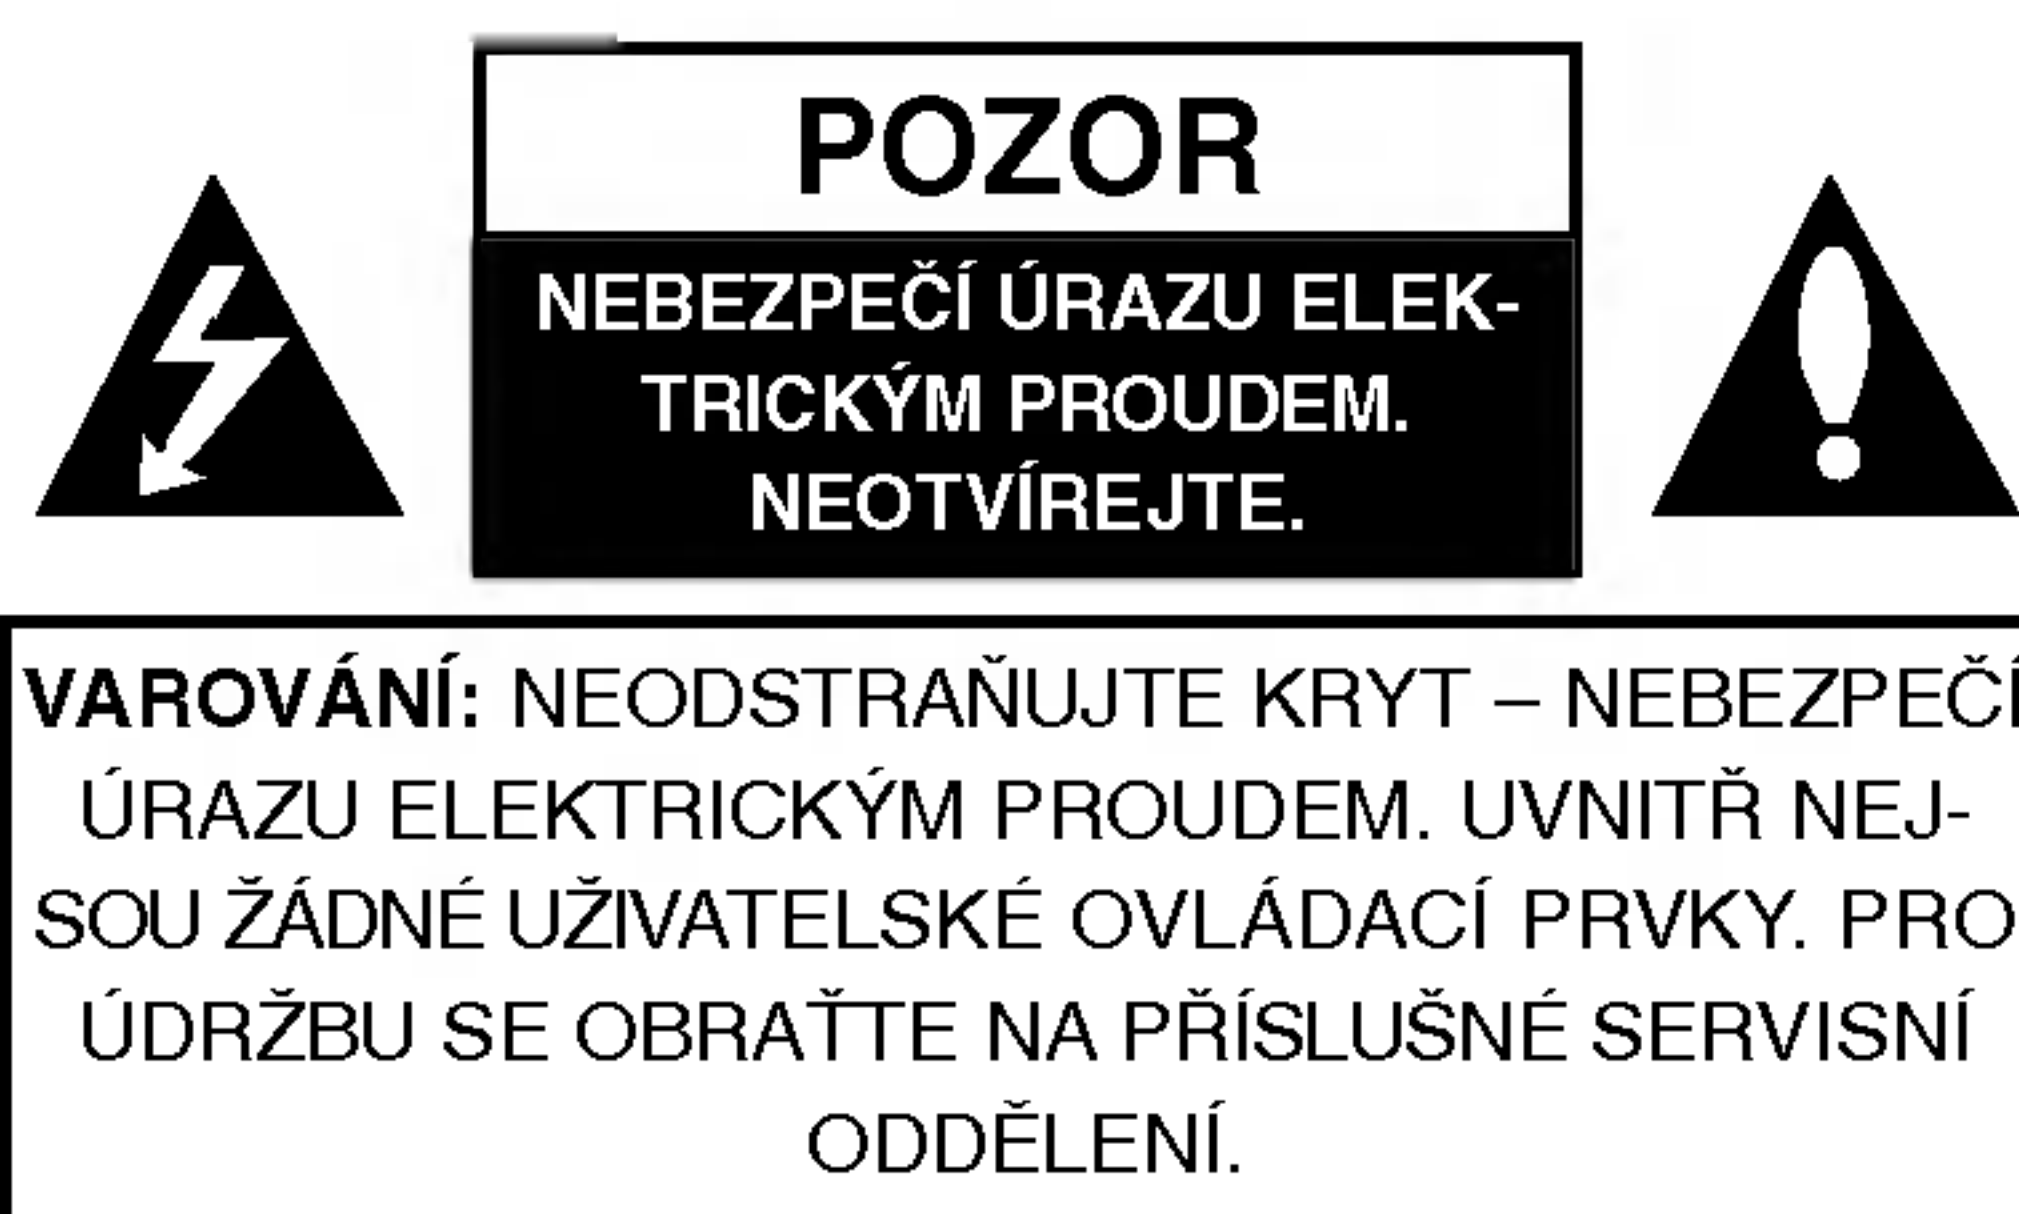 POZOR
NEBEZPEČÍ ÚRAZU ELEK-
TRICKÝM PROUDEM.
NEOTVÍREJTE.
VAROVÁNÍ: NEODSTRAŇUJTE KRYT – NEBEZPEČÍ
ÚRAZU ELEKTRICKÝM PROUDEM. UVNITŘ NEJ-
SOU ŽÁDNÉ UŽIVATELSKÉ OVLÁDACÍ PRVKY. PRO
ÚDRŽBU SE OBRAŤTE NA PŘÍSLUŠNÉ SERVISNÍ
ODDĚLENÍ.